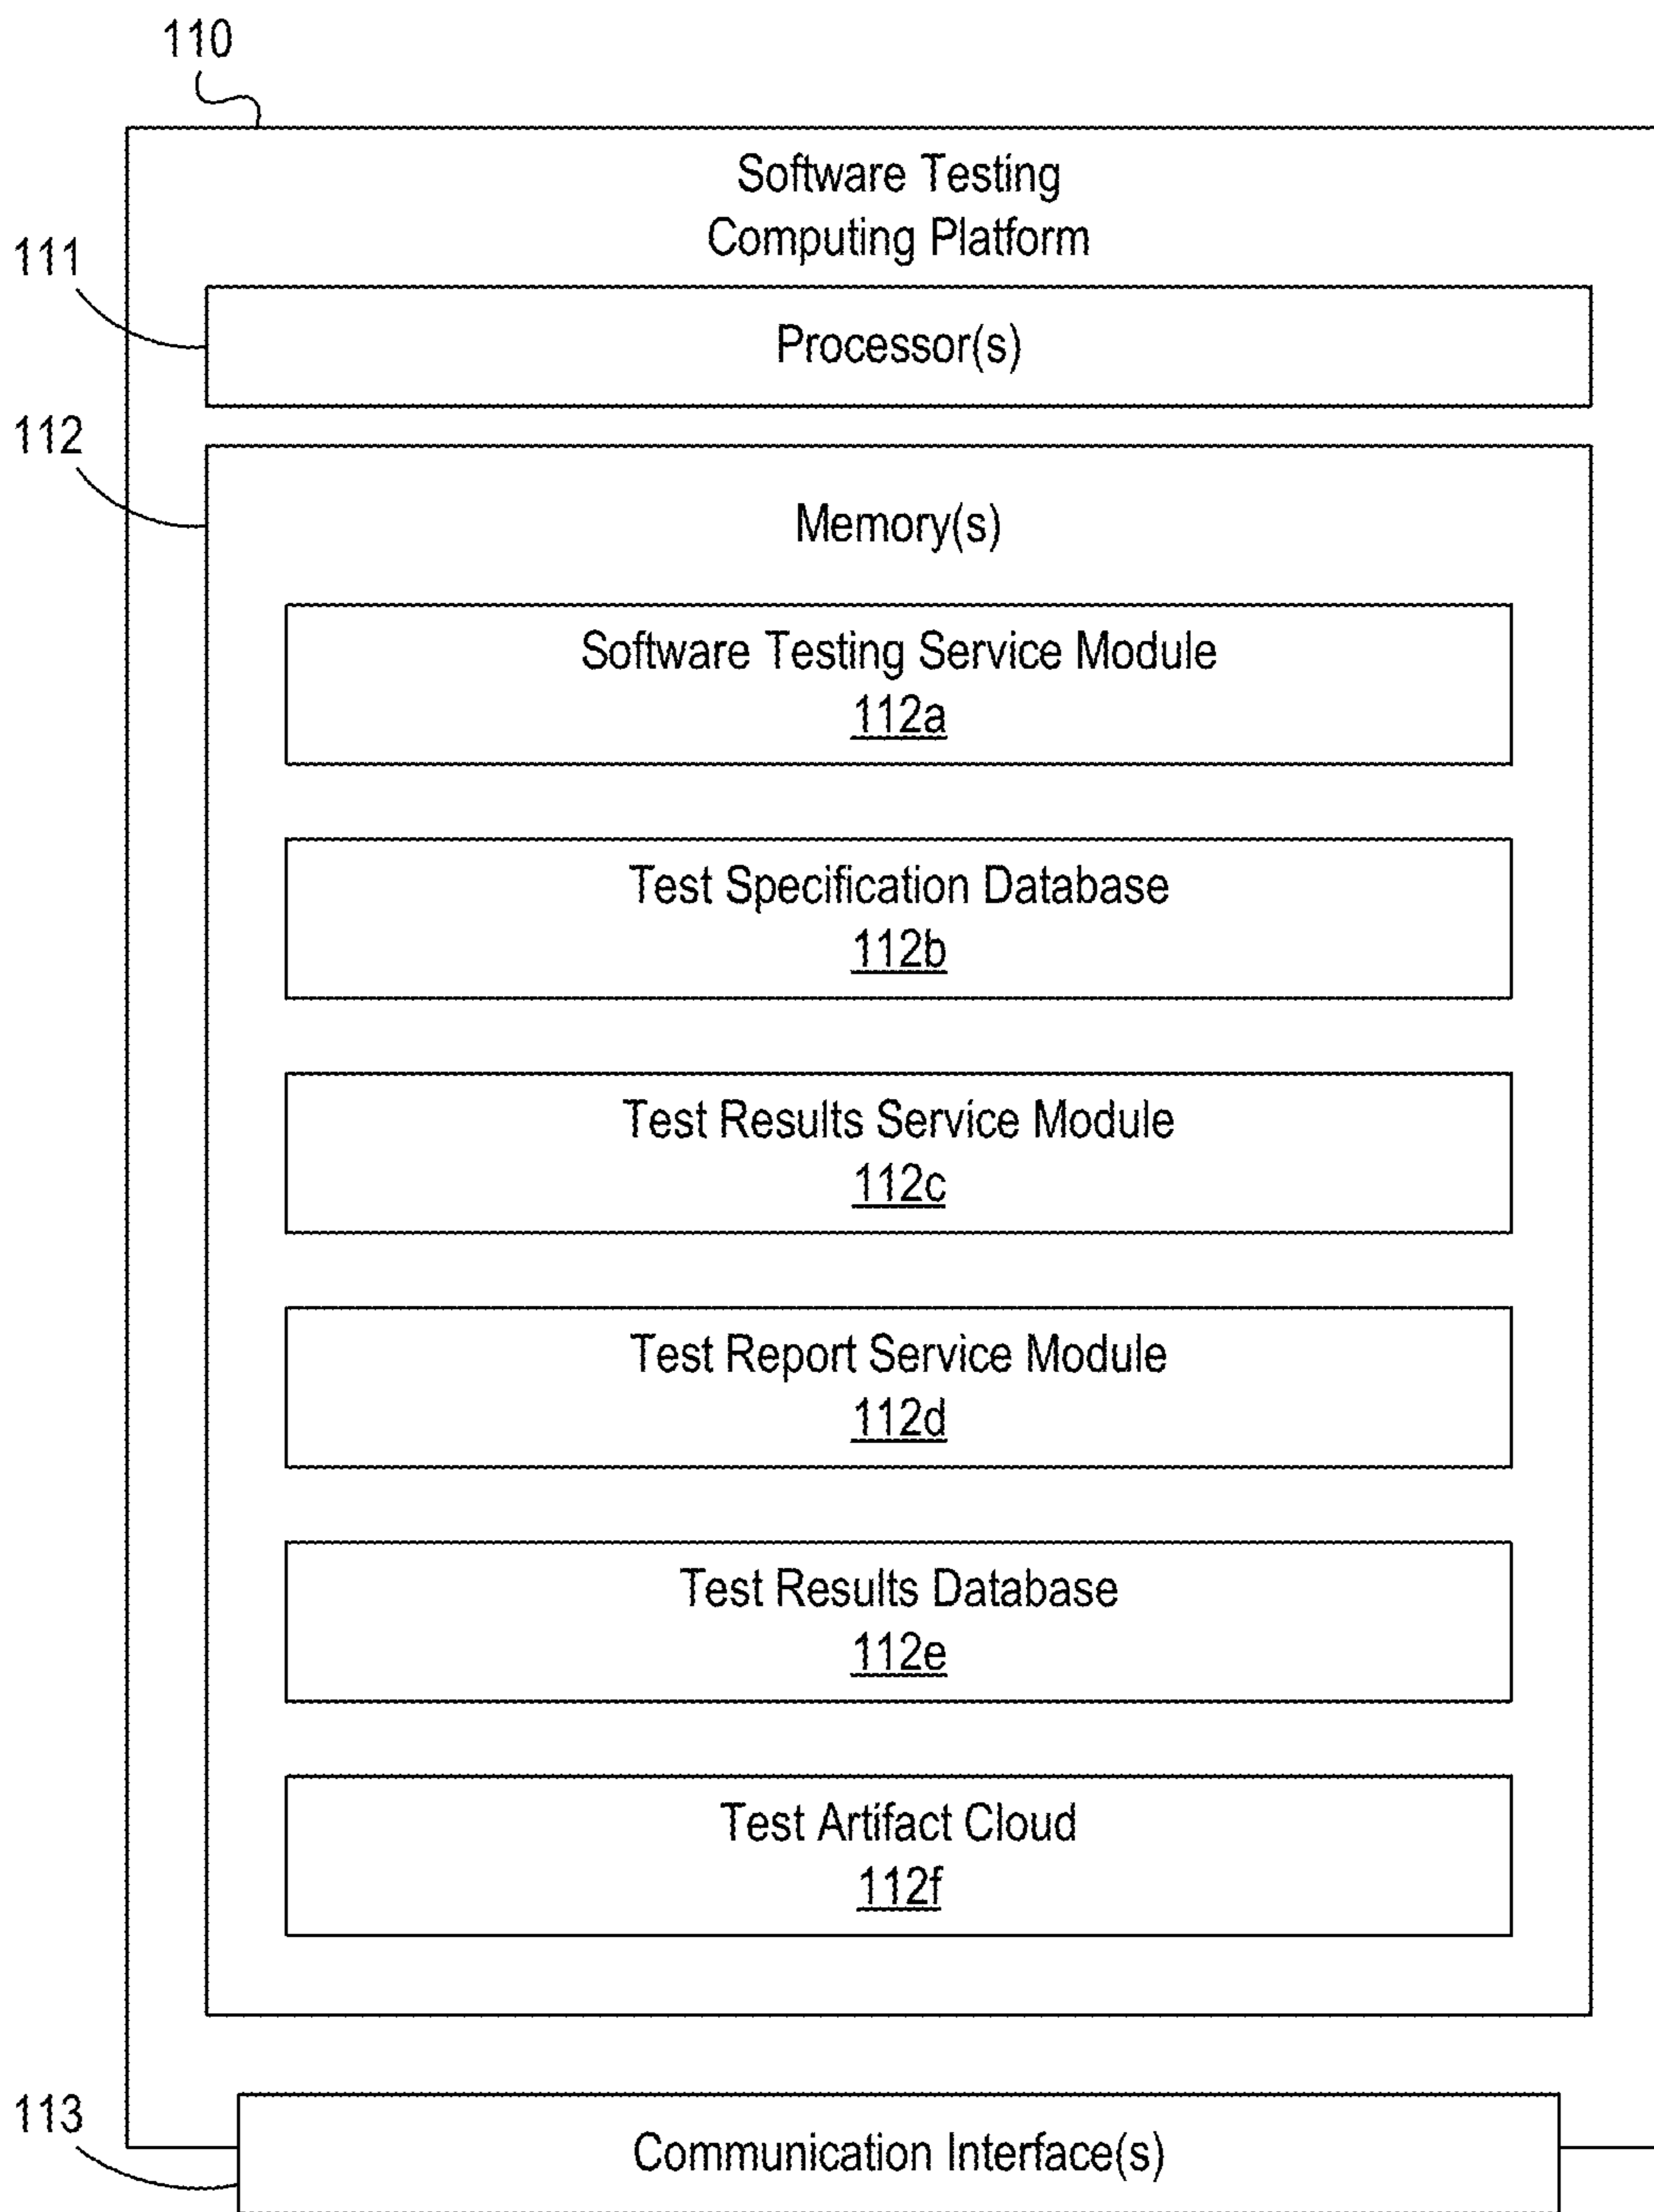 110
Software Testing
Computing Platform
111
Processor(s)
112
Memory(s)
Software Testing Service Module
112a
Test Specification Database
112b
Test Results Service Module
112c
Test Report Service Module
112d
Test Results Database
112e
Test Artifact Cloud
112f
113
Communication Interface(s)